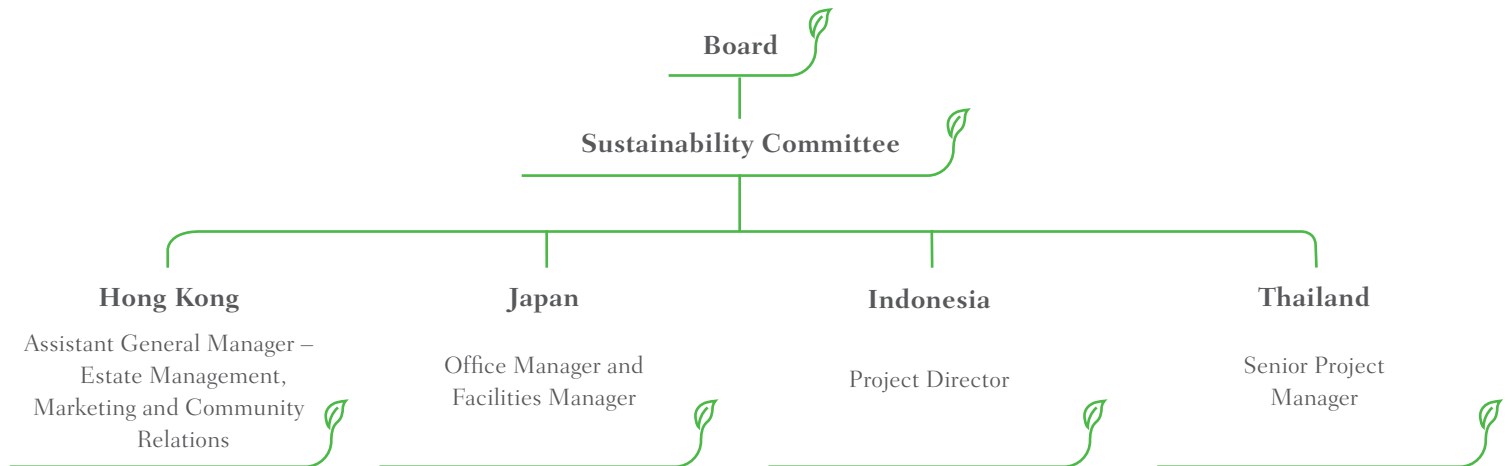 Board
Sustainability Committee
Hong Kong
Assistant General Manager –
Estate Management,
Marketing and Community
Relations
Japan
Office Manager and
Facilities Manager
Indonesia
Project Director
Thailand
Senior Project
Manager